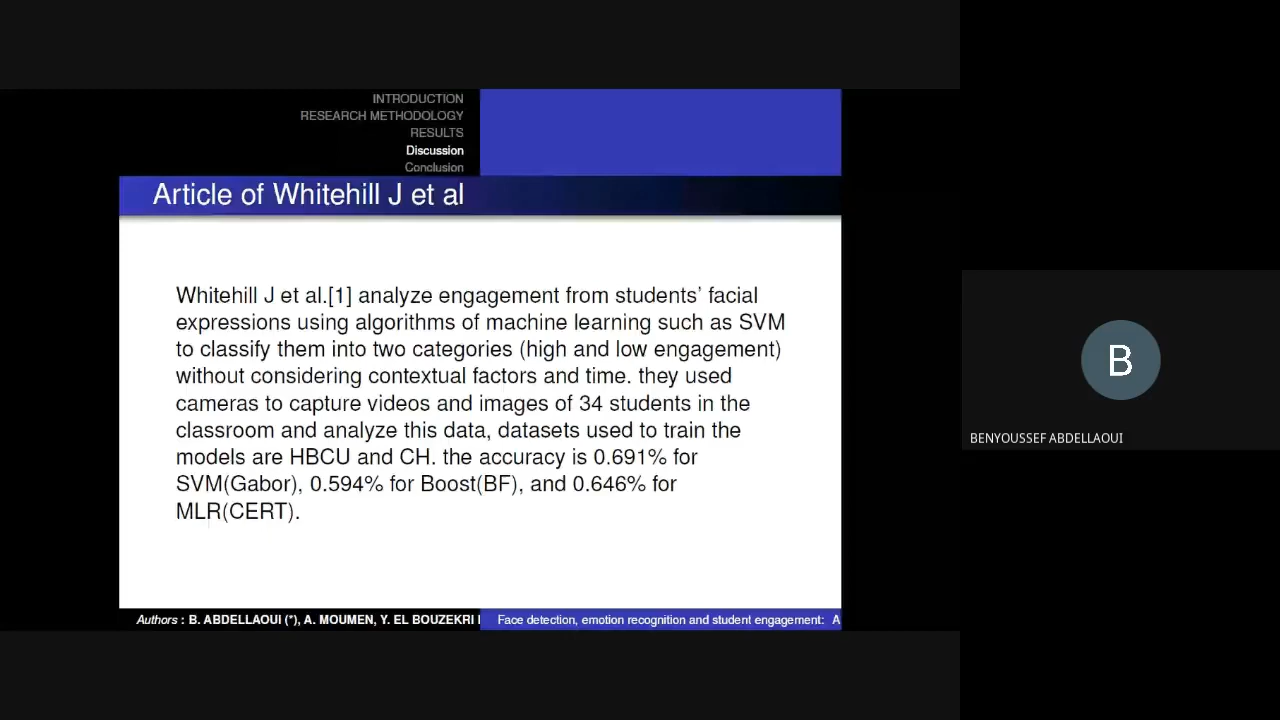 INTRODUCTION
RESEARCH METHODOLOGY
RESULTS
Discussion
Conclusion
Article of Whitehill J et al
Whitehill J et al.[1] analyze engagement from students' facial
expressions using algorithms of machine learning such as SVM
to classify them into two categories (high and low engagement)
without considering contextual factors and time. they used
cameras to capture videos and images of 34 students in the
classroom and analyze this data, datasets used to train the
models are HBCU and CH. the accuracy is 0.691% for
SVM(Gabor), 0.594% for Boost(BF), and 0.646% for
MLR(CERT).
Authors : B. ABDELLAOUI (*), A. MOUMEN, Y. EL BOUZEKRI
Face detection, emotion recognition and student engagement: A
B
BENYOUSSEF ABDELLAOUI